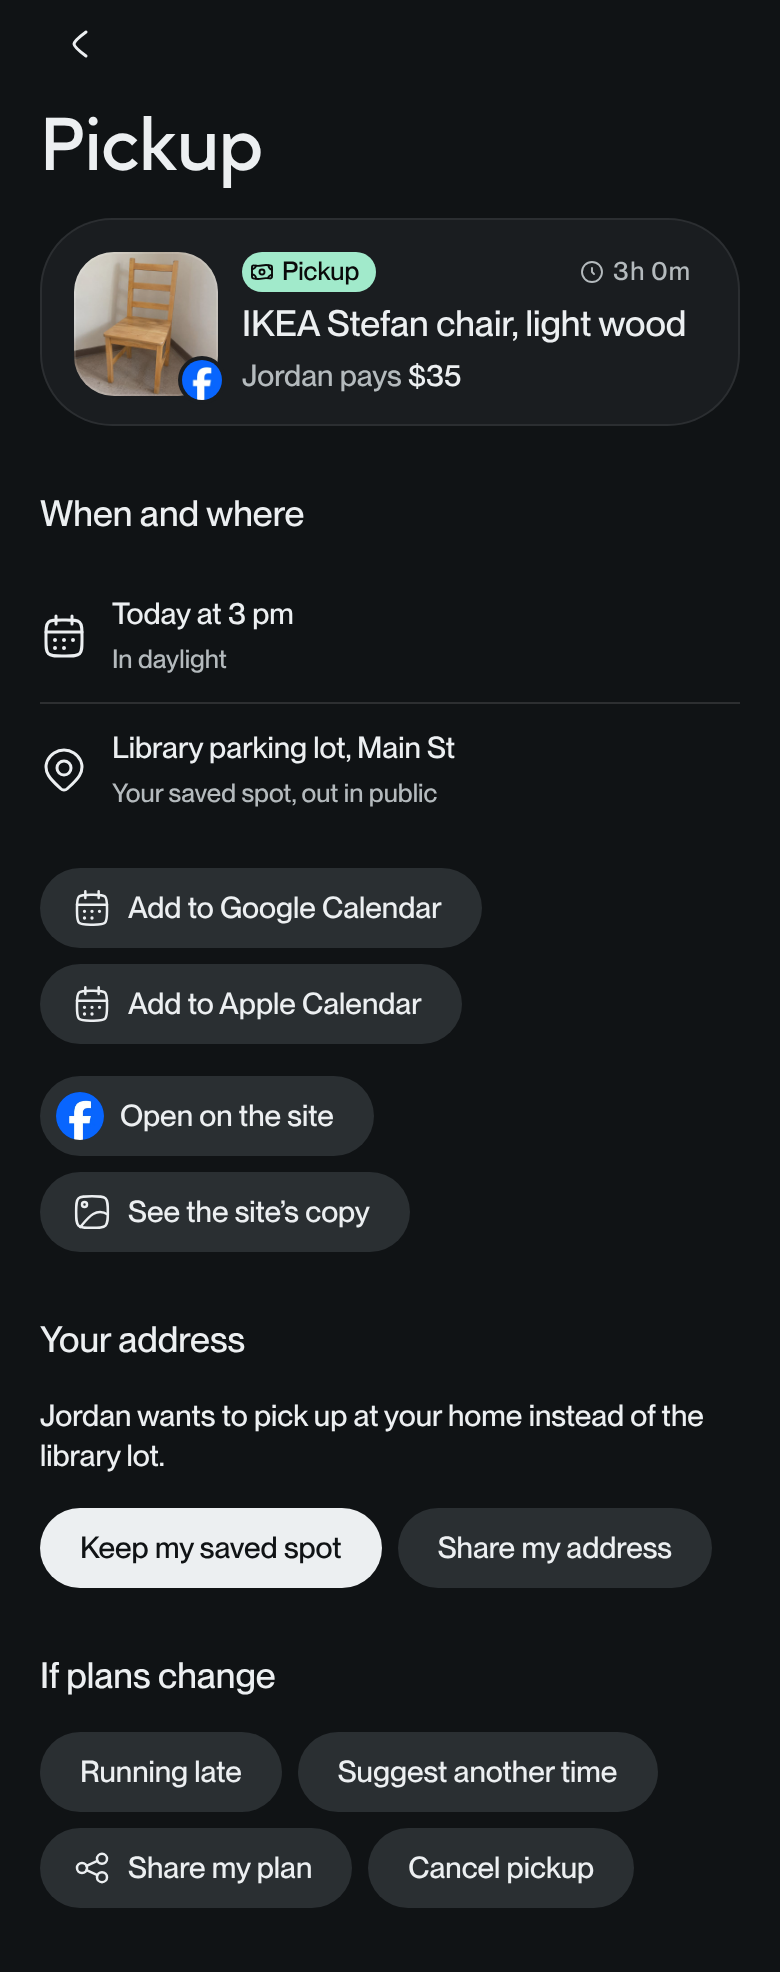 Pickup
Pickup
3h 0m
IKEA Stefan chair, light wood
Jordan pays $35
When and where
Today at 3 pm
In daylight
Library parking lot, Main St
Your saved spot, out in public
Add to Google Calendar
Add to Apple Calendar
Open on the site
See the site’s copy
Your address
Jordan wants to pick up at your home instead of the
library lot.
Keep my saved spot
Share my address
If plans change
Running late
Suggest another time
Share my plan
Cancel pickup